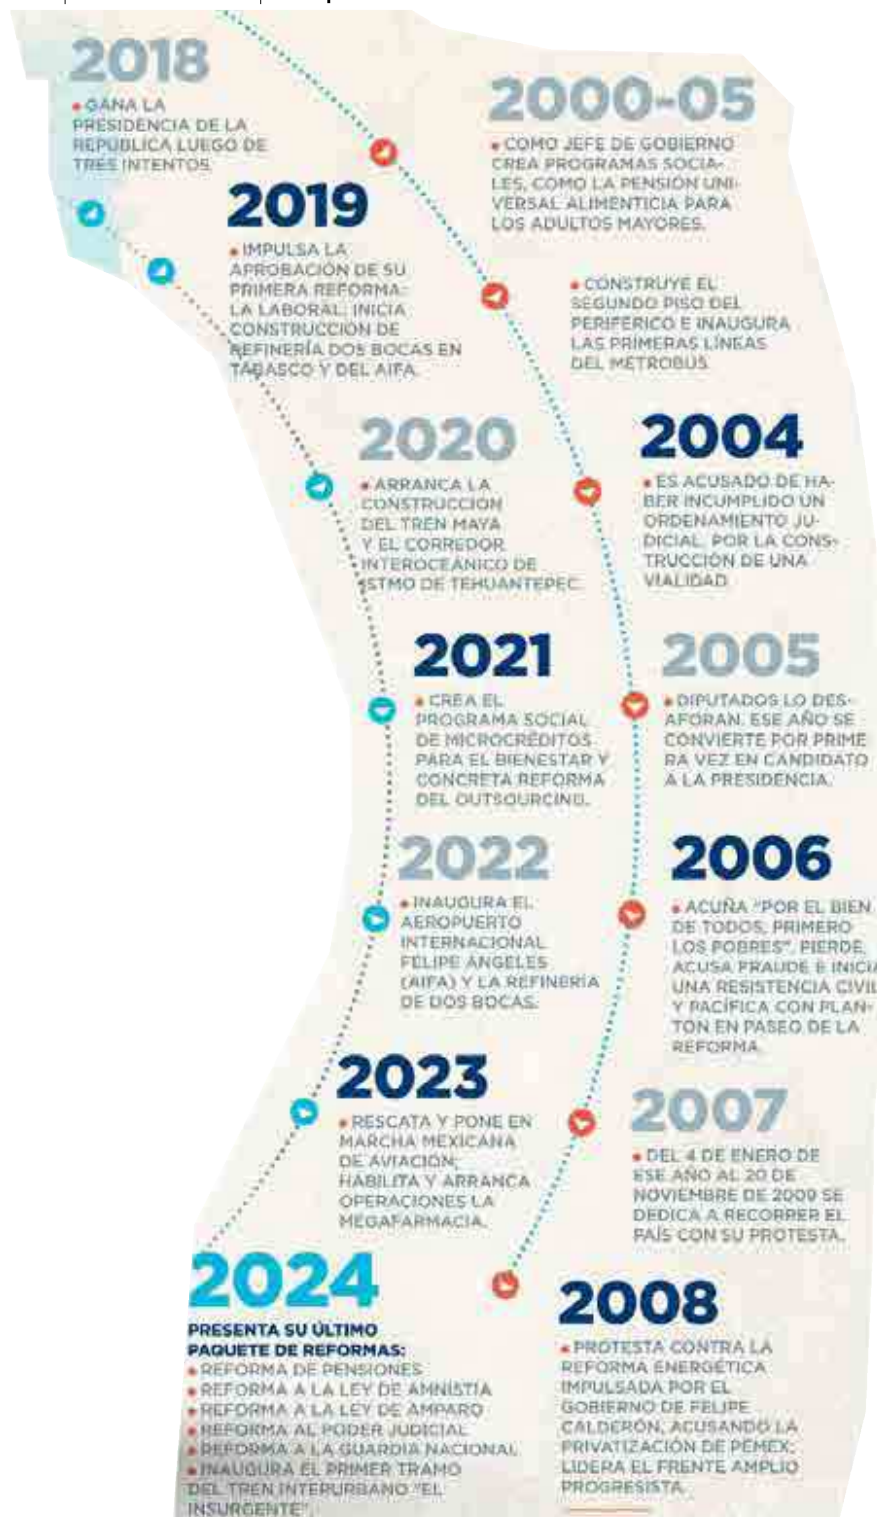 2018
• GANA LA
PRESIDENCIA DE LA
REPÚBLICA LUEGO DE
TRES INTENTOS.
2019
• IMPULSA LA
APROBACIÓN DE SU
PRIMERA REFORMA:
LA LABORAL; INICIA
CONSTRUCCIÓN DE
REFINERÍA DOS BOCAS EN
TABASCO Y DEL AIFA.
2020
• ARRANCA LA
CONSTRUCCIÓN
DEL TREN MAYA
Y EL CORREDOR
INTEROCEÁNICO DE
ISTMO DE TEHUANTEPEC.
2021
• CREA EL
PROGRAMA SOCIAL
DE MICROCRÉDITOS
PARA EL BIENESTAR Y
CONCRETA REFORMA
DEL OUTSOURCING.
2022
• INAUGURA EL
AEROPUERTO
INTERNACIONAL
FELIPE ÁNGELES
(AIFA) Y LA REFINERÍA
DE DOS BOCAS.
2023
• RESCATA Y PONE EN
MARCHA MEXICANA
DE AVIACIÓN;
HABILITA Y ARRANCA
OPERACIONES LA
MEGAFARMACIA.
2024
PRESENTA SU ÚLTIMO
PAQUETE DE REFORMAS:
• REFORMA DE PENSIONES
• REFORMA A LA LEY DE AMNISTÍA
• REFORMA A LA LEY DE AMPARO
• REFORMA AL PODER JUDICIAL
• REFORMA A LA GUARDIA NACIONAL
• INAUGURA EL PRIMER TRAMO
DEL TREN INTEPURBANO "EL
INSURGENTE".
2000-05
• COMO JEFE DE GOBIERNO
CREA PROGRAMAS SOCIA-
LES, COMO LA PENSIÓN UNI-
VERSAL ALIMENTICIA PARA
LOS ADULTOS MAYORES.
• CONSTRUYE EL
SEGUNDO PISO DEL
PERIFÉRICO E INAUGURA
LAS PRIMERAS LÍNEAS
DEL METROBÚS.
2004
• ES ACUSADO DE HA-
BER INCUMPLIDO UN
ORDENAMIENTO JU-
DICIAL, POR LA CONS-
TRUCCIÓN DE UNA
VIALIDAD.
2005
• DIPUTADOS LO DES-
AFORAN. ESE AÑO SE
CONVIERTE POR PRIME
RA VEZ EN CANDIDATO
A LA PRESIDENCIA.
2006
• ACUÑA "POR EL BIEN
DE TODOS, PRIMERO
LOS POBRES". PIERDE,
ACUSA FRAUDE E INICIA
UNA RESISTENCIA CIVIL
Y PACÍFICA CON PLAN-
TÓN EN PASEO DE LA
REFORMA.
2007
• DEL 4 DE ENERO DE
ESE AÑO AL 20 DE
NOVIEMBRE DE 2009 SE
DEDICA A RECORRER EL
PAÍS CON SU PROTESTA.
2008
• PROTESTA CONTRA LA
REFORMA ENERGÉTICA
IMPULSADA POR EL
GOBIERNO DE FELIPE
CALDERÓN, ACUSANDO LA
PRIVATIZACIÓN DE PEMEX;
LIDERA EL FRENTE AMPLIO
PROGRESISTA.